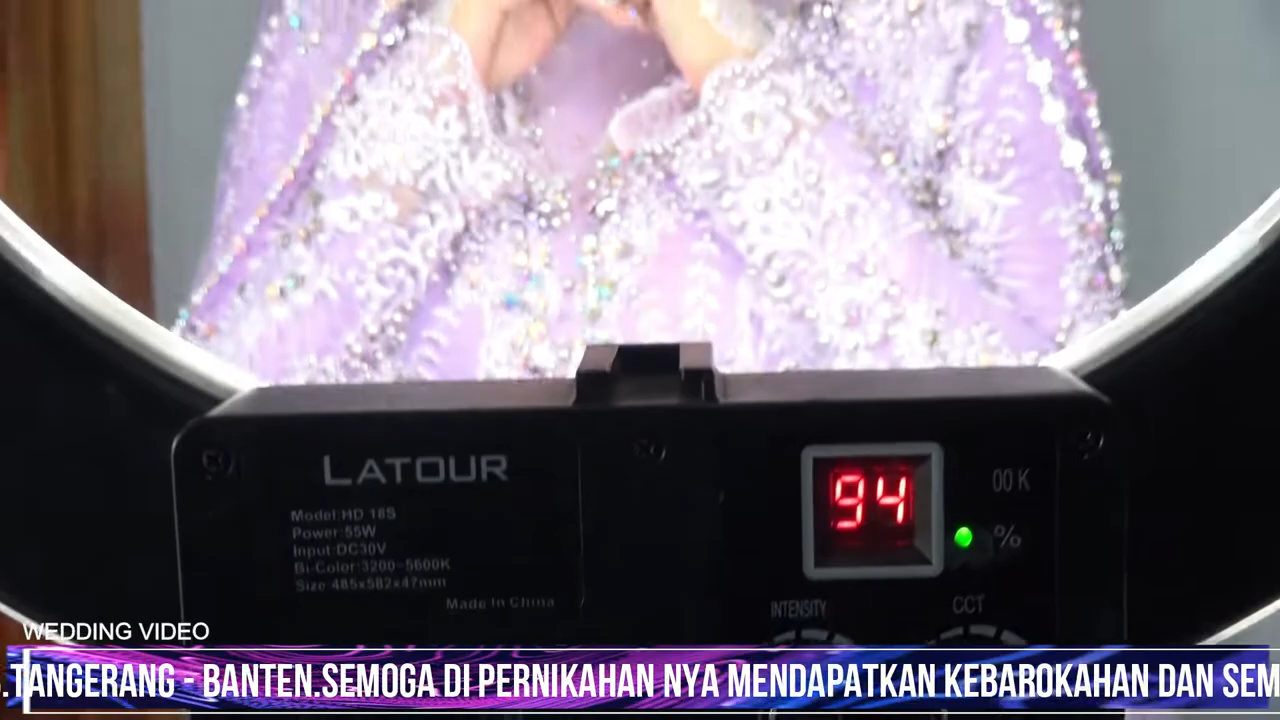 LATOUR
Model:HD 18S
Power:55W
Input:DC30V
Bi-Color:3200~5600K
Size:485x582x47mm
Made In China
94
00 K
%
INTENSITY
CCT
WEDDING VIDEO
TANGERANG - BANTEN.SEMOGA DI PERNIKAHAN NYA MENDAPATKAN KEBAROKAHAN DAN SEM